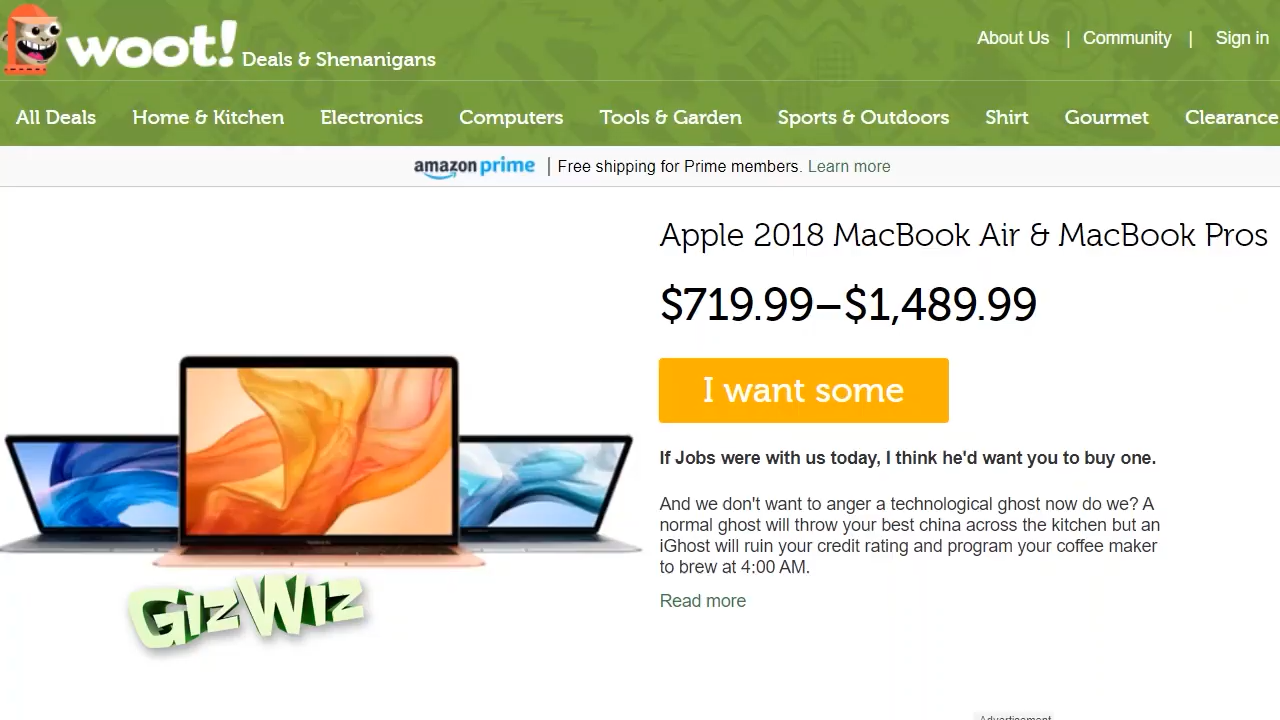 woot! Deals & Shenanigans
About Us | Community | Sign in
All Deals Home & Kitchen Electronics Computers Tools & Garden Sports & Outdoors Shirt Gourmet Clearance
amazon prime | Free shipping for Prime members. Learn more
Apple 2018 MacBook Air & MacBook Pros
$719.99–$1,489.99
I want some
If Jobs were with us today, I think he'd want you to buy one.
And we don't want to anger a technological ghost now do we? A
normal ghost will throw your best china across the kitchen but an
iGhost will ruin your credit rating and program your coffee maker
to brew at 4:00 AM.
Read more
GizWiz
Advertisement